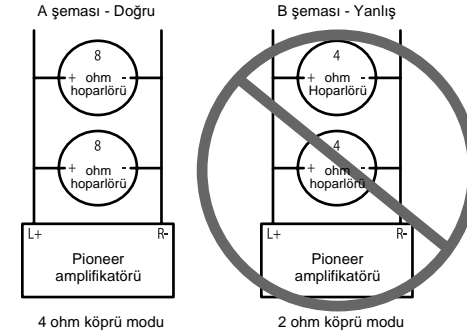 A şeması - Doğru
8
+ ohm -
hoparlörü
8
+ ohm -
hoparlörü
L+ R-
Pioneer
amplifikatörü
4 ohm köprü modu
B şeması - Yanlış
4
+ ohm -
Hoparlörü
4
+ ohm -
hoparlörü
L+ R-
Pioneer
amplifikatörü
2 ohm köprü modu